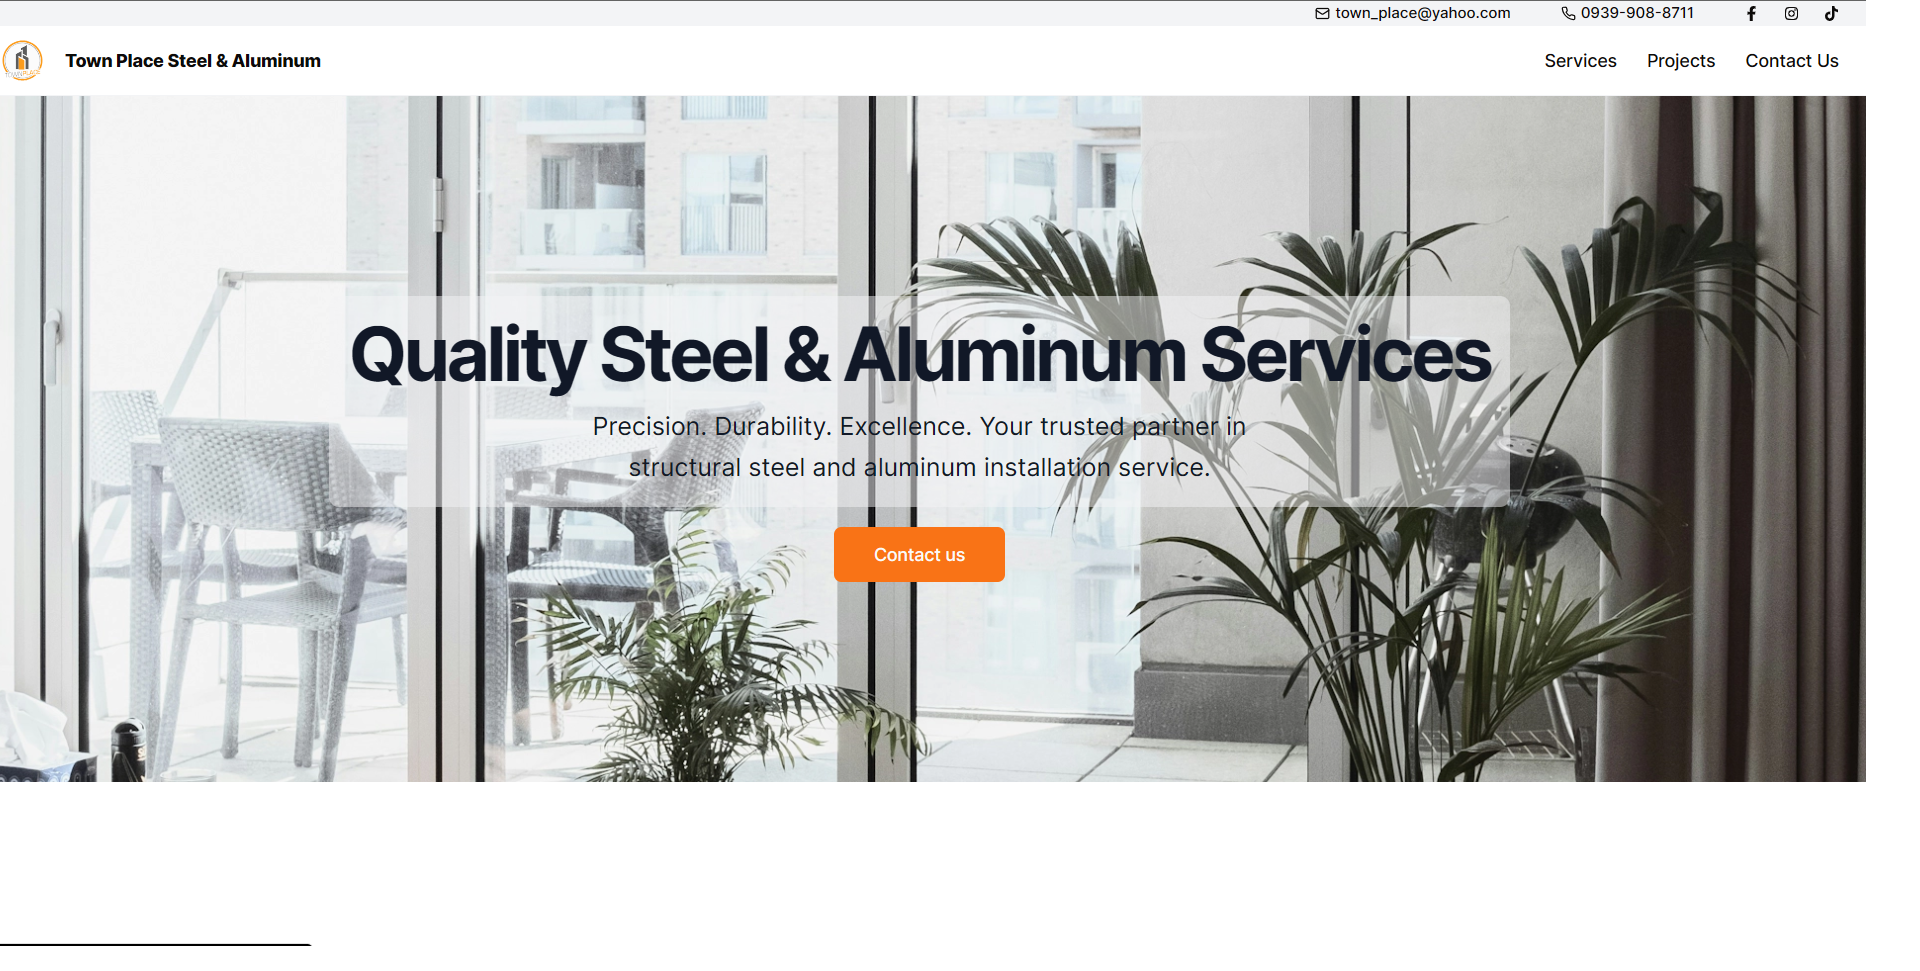 town_place@yahoo.com 0939-908-8711
TOWNPLACE
Town Place Steel & Aluminum
Services Projects Contact Us
Quality Steel & Aluminum Services
Precision. Durability. Excellence. Your trusted partner in
structural steel and aluminum installation service.
Contact us